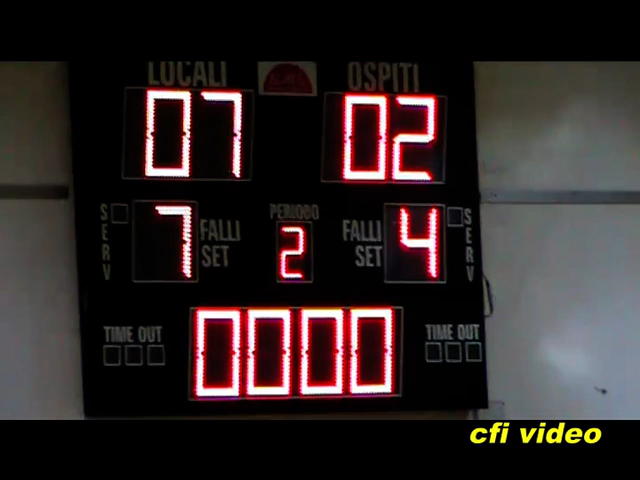 LOCALI OSPITI
07 02
SERV 7 FALLI SET PERIODO 2 FALLI SET 4 SERV
TIME OUT 0000 TIME OUT
cfi video